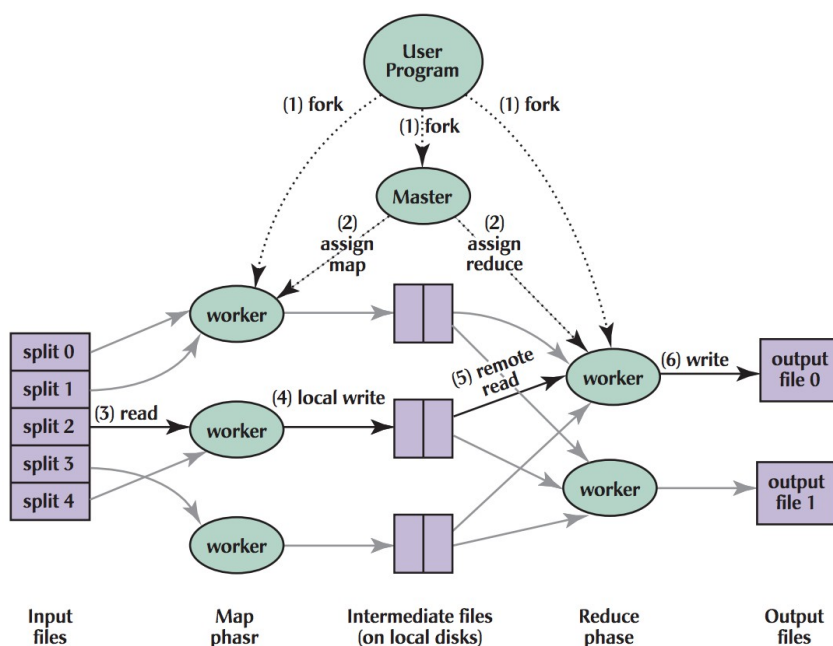 User
Program
(1) fork
(1) fork
(1) fork
Master
(2)
assign
map
(2)
assign
reduce
worker
split 0
split 1
split 2
split 3
split 4
(3) read
worker
(4) local write
worker
(5) remote
read
worker
(6) write
output
file 0
worker
output
file 1
Input
files
Map
phasr
Intermediate files
(on local disks)
Reduce
phase
Output
files